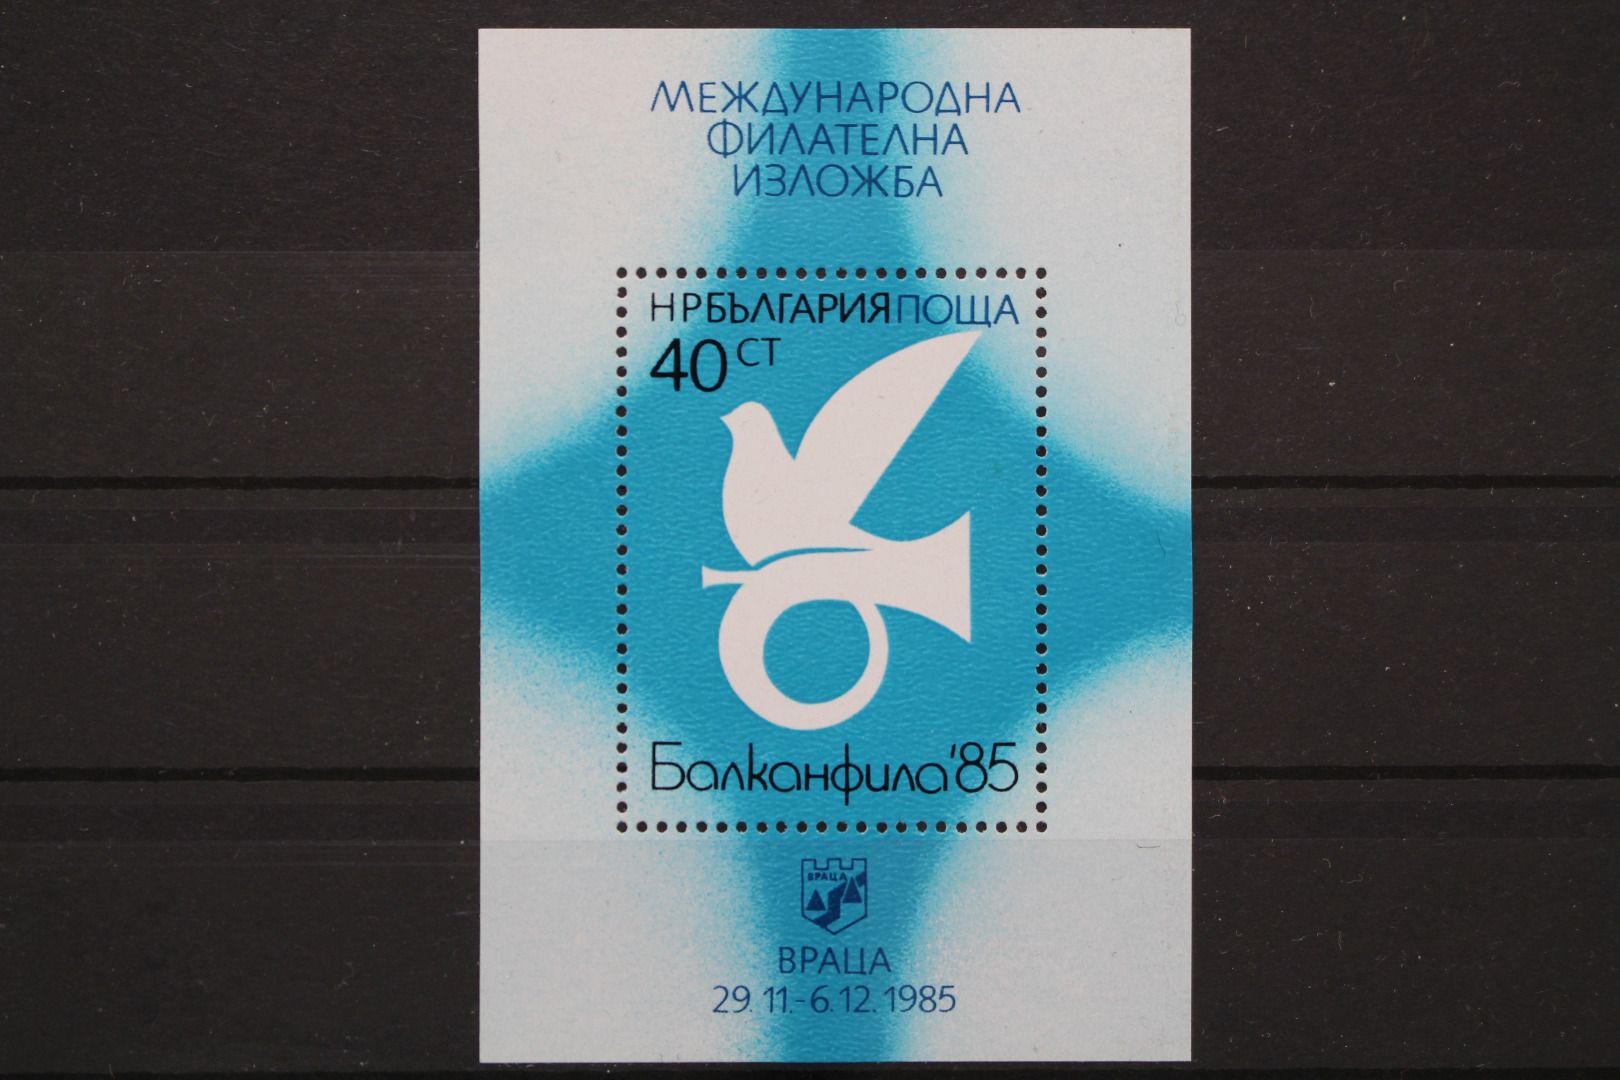 МЕЖДУНАРОДНА
ФИЛАТЕЛНА
ИЗЛОЖБА
НРБЪЛГАРИЯПОЩА
40 СТ
Балканфила'85
ВРАЦА
ВРАЦА
29.11.-6.12.1985